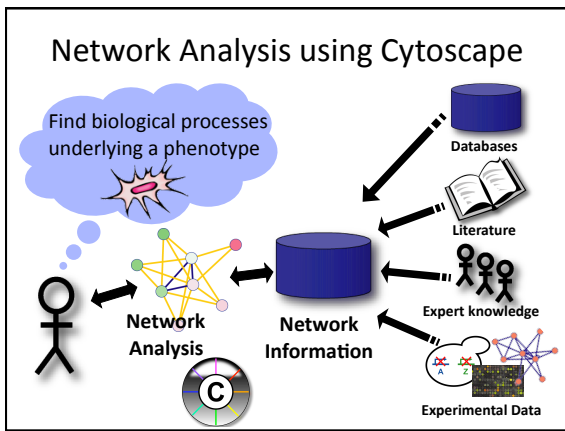 Network Analysis using Cytoscape
Find biological processes
underlying a phenotype
Databases
Literature
Expert knowledge
Network
Analysis
Network
Information
C
A
Z
Experimental Data